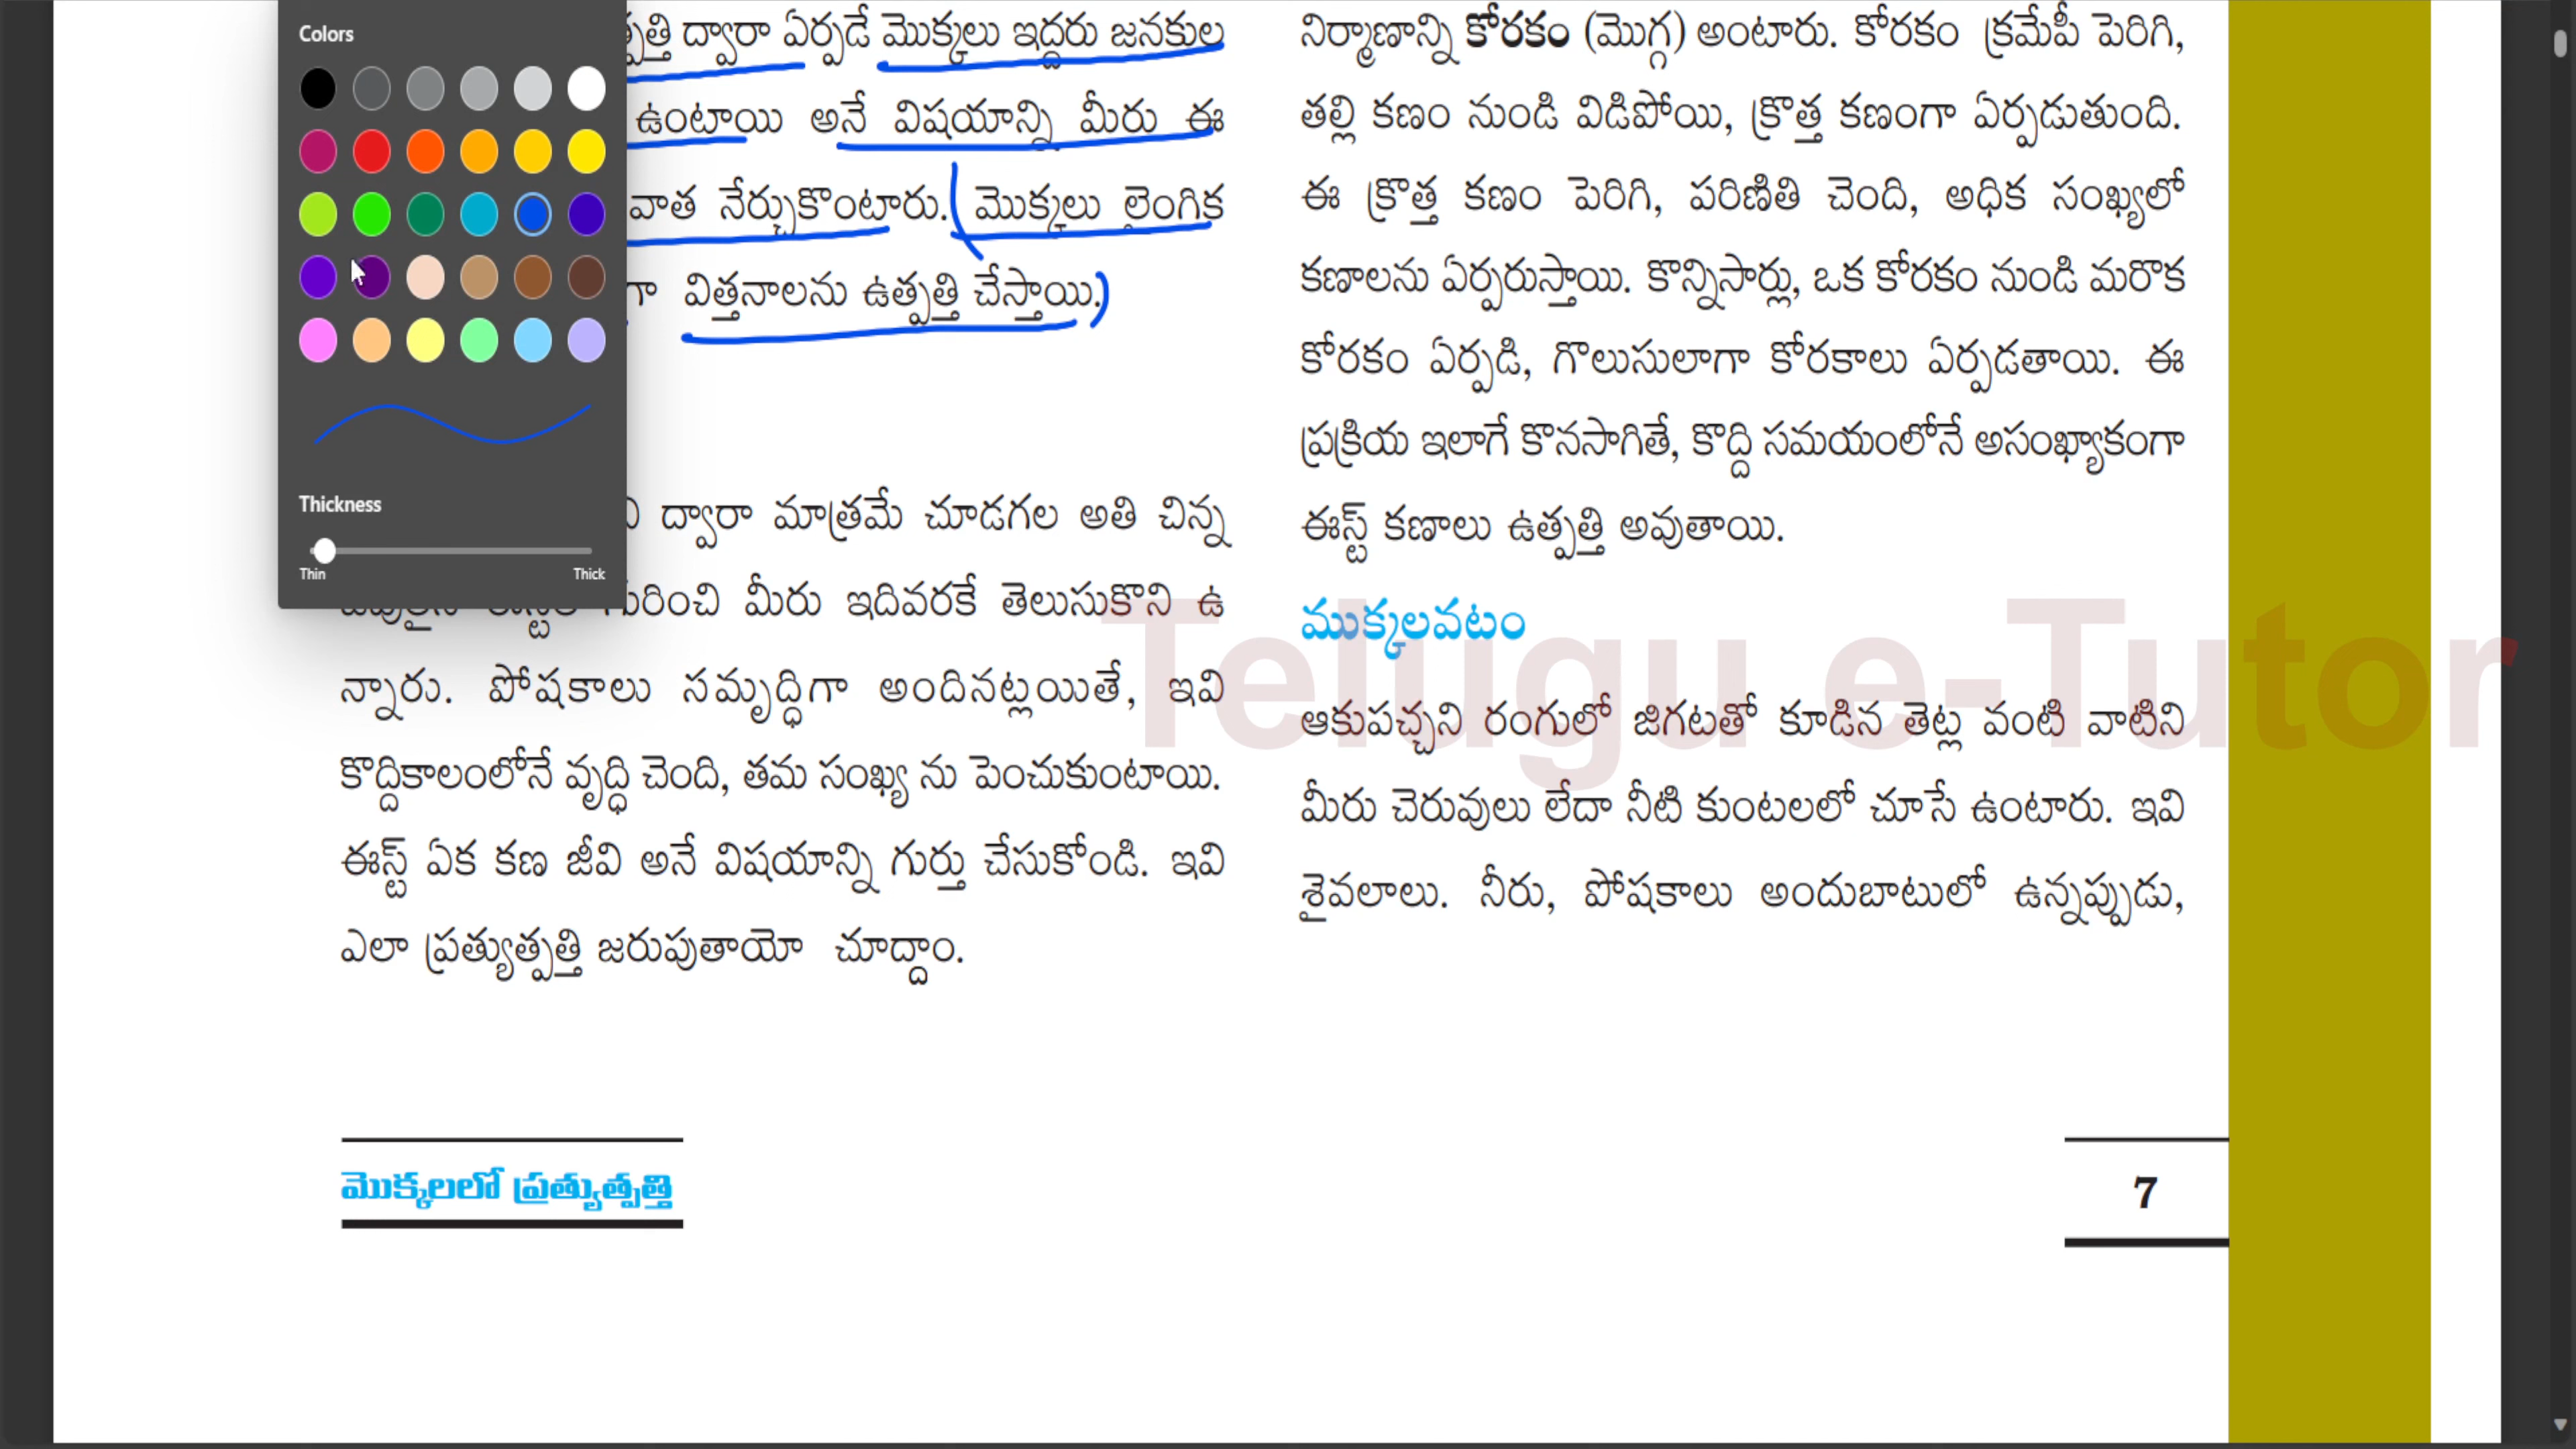 Colors
Thickness
Thin
Thick
ద్వారా ఏర్పడే మొక్కలు ఇద్దరు జనకుల
ఉంటాయి అనే విషయాన్ని మీరు ఈ
నేర్చుకొంటారు. మొక్కలు లైంగిక
విత్తనాలను ఉత్పత్తి చేస్తాయి.
ద్వారా మాత్రమే చూడగల అతి చిన్న
మీరు ఇదివరకే తెలుసుకొని ఉ
న్నారు. పోషకాలు సమృద్ధిగా అందినట్లయితే, ఇవి
కొద్దికాలంలోనే వృద్ధి చెంది, తమ సంఖ్య ను పెంచుకుంటాయి.
ఈస్ట్ ఏక కణ జీవి అనే విషయాన్ని గుర్తు చేసుకోండి. ఇవి
ఎలా ప్రత్యుత్పత్తి జరుపుతాయో చూద్దాం.
నిర్మాణాన్ని కోరకం (మొగ్గ) అంటారు. కోరకం క్రమేపీ పెరిగి,
తల్లి కణం నుండి విడిపోయి, క్రొత్త కణంగా ఏర్పడుతుంది.
ఈ క్రొత్త కణం పెరిగి, పరిణితి చెంది, అధిక సంఖ్యలో
కణాలను ఏర్పరుస్తాయి. కొన్నిసార్లు, ఒక కోరకం నుండి మరొక
కోరకం ఏర్పడి, గొలుసులాగా కోరకాలు ఏర్పడతాయి. ఈ
ప్రక్రియ ఇలాగే కొనసాగితే, కొద్ది సమయంలోనే అసంఖ్యాకంగా
ఈస్ట్ కణాలు ఉత్పత్తి అవుతాయి.
ముక్కలవటం
Telugu e-Tutor
ఆకుపచ్చని రంగులో జిగటతో కూడిన తెట్ల వంటి వాటిని
మీరు చెరువులు లేదా నీటి కుంటలలో చూసే ఉంటారు. ఇవి
శైవలాలు. నీరు, పోషకాలు అందుబాటులో ఉన్నప్పుడు,
మొక్కలలో ప్రత్యుత్పత్తి
7